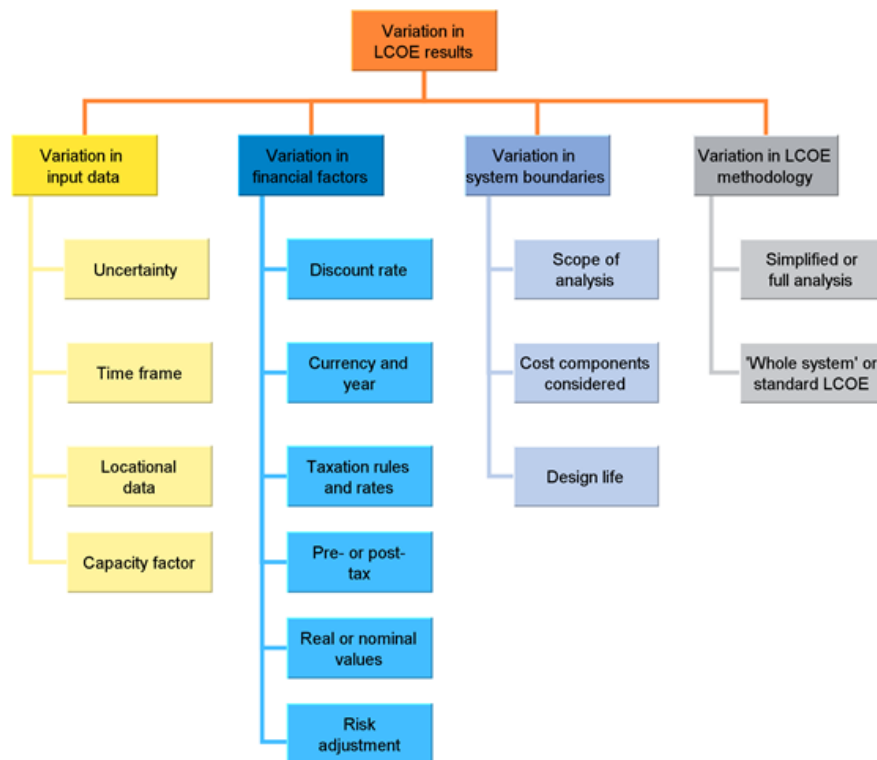 Variation in
LCOE results
Variation in
input data
Uncertainty
Time frame
Locational
data
Capacity factor
Variation in
financial factors
Discount rate
Currency and
year
Taxation rules
and rates
Pre- or post-
tax
Real or nominal
values
Risk
adjustment
Variation in
system boundaries
Scope of
analysis
Cost components
considered
Design life
Variation in LCOE
methodology
Simplified or
full analysis
'Whole system' or
standard LCOE